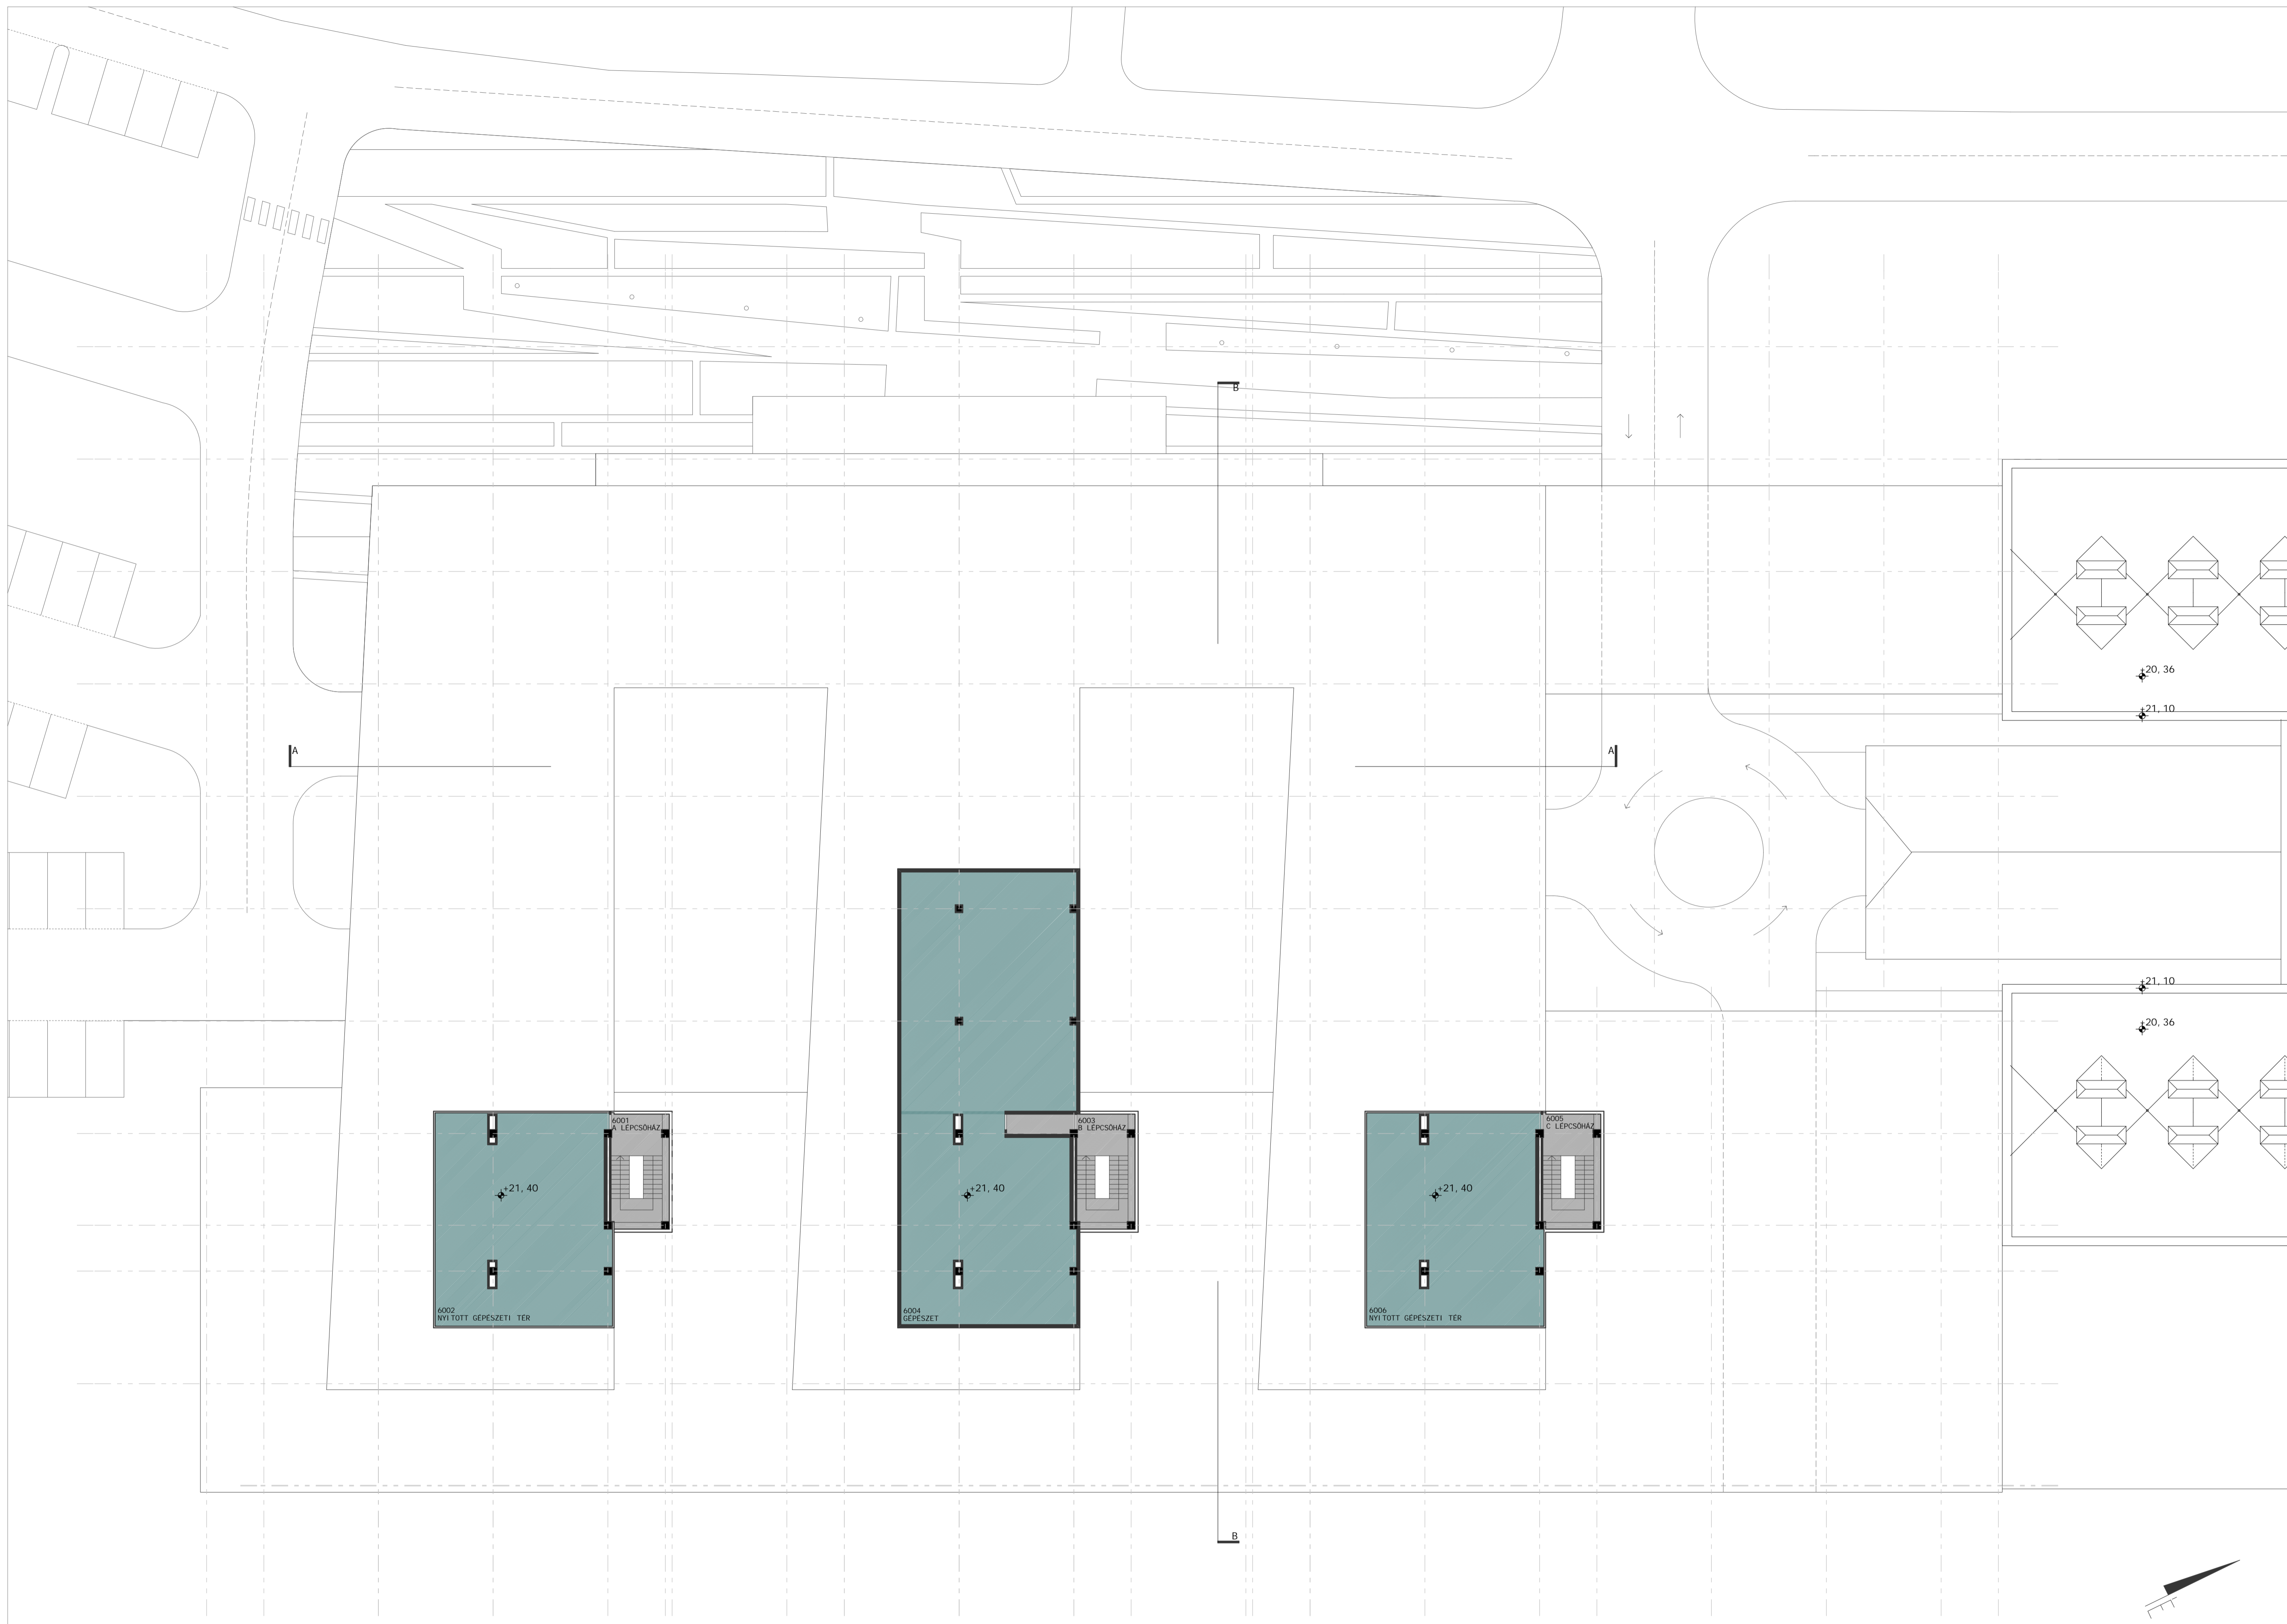 B
+20, 36
+21, 10
A
A
+21, 10
+20, 36
6001
A LÉPCSŐHÁZ
6003
B LÉPCSŐHÁZ
6005
C LÉPCSŐHÁZ
+21, 40
+21, 40
+21, 40
6002
NYITOTT GÉPÉSZETI TÉR
6004
GÉPÉSZET
6006
NYITOTT GÉPÉSZETI TÉR
B